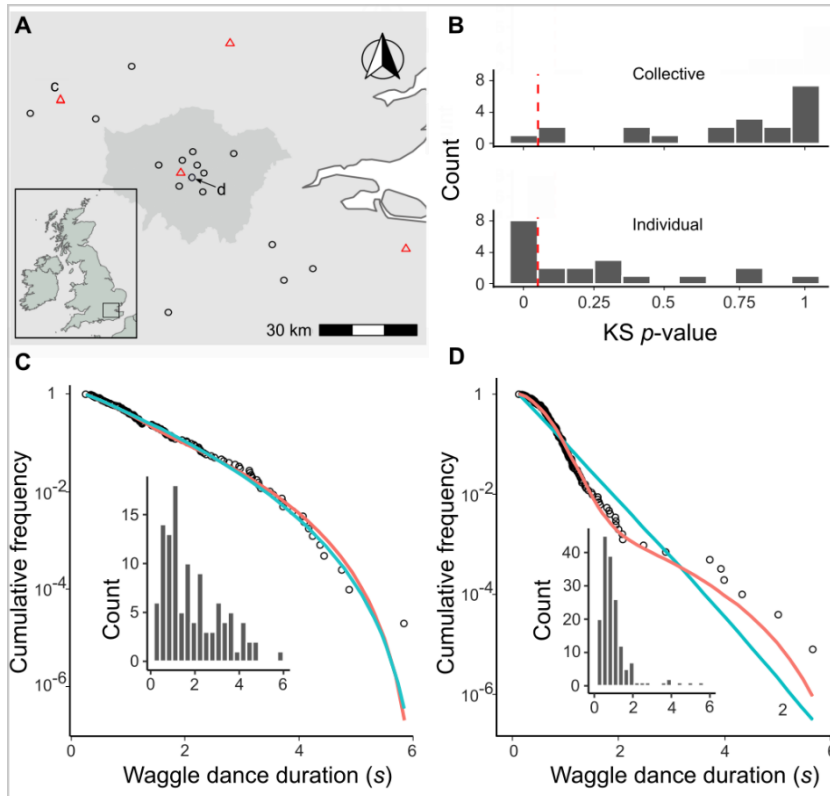 A
c
d
30 km
B
Collective
8
4
0
Count
Individual
8
4
0
0
0.25
0.5
0.75
1
KS p-value
C
1
10-2
10-4
10-6
Cumulative frequency
15
10
5
0
Count
0
2
4
6
0
2
4
6
Waggle dance duration (s)
D
1
10-2
10-4
10-6
Cumulative frequency
40
30
20
10
0
Count
0
2
4
6
2
0
2
4
6
Waggle dance duration (s)